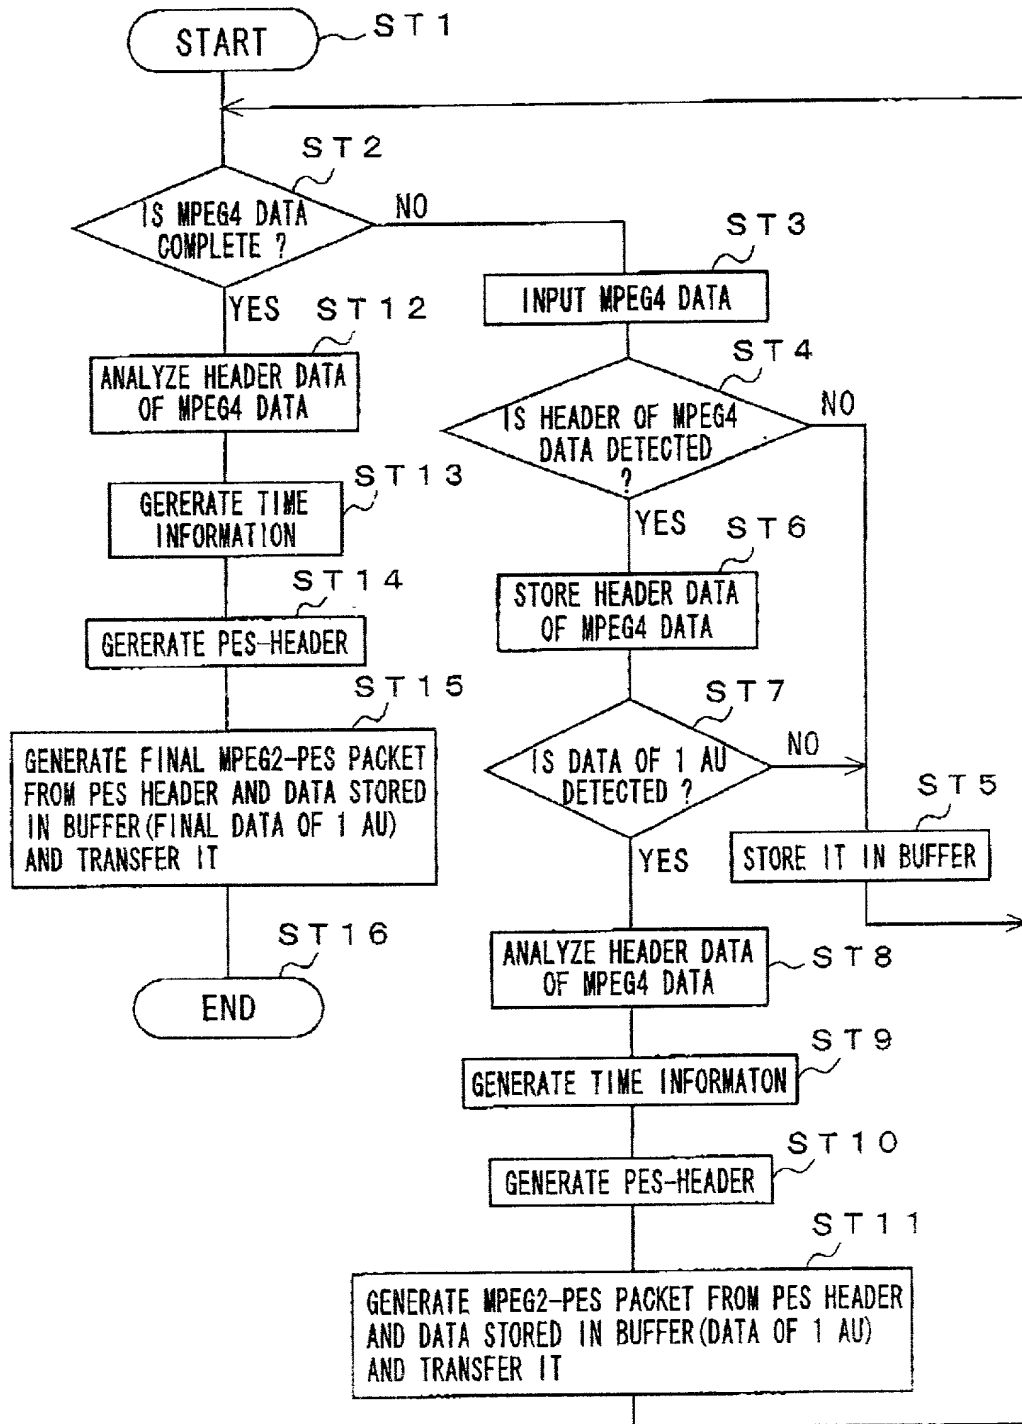 START
ST1
ST2
IS MPEG4 DATA
COMPLETE ?
NO
YES
ST3
INPUT MPEG4 DATA
ST4
IS HEADER OF MPEG4
DATA DETECTED
?
NO
YES
ST12
ANALYZE HEADER DATA
OF MPEG4 DATA
ST13
GERERATE TIME
INFORMATION
ST14
GERERATE PES-HEADER
ST15
GENERATE FINAL MPEG2-PES PACKET
FROM PES HEADER AND DATA STORED
IN BUFFER(FINAL DATA OF 1 AU)
AND TRANSFER IT
ST16
END
ST6
STORE HEADER DATA
OF MPEG4 DATA
ST7
IS DATA OF 1 AU
DETECTED ?
NO
YES
ST5
STORE IT IN BUFFER
ST8
ANALYZE HEADER DATA
OF MPEG4 DATA
ST9
GENERATE TIME INFORMATON
ST10
GENERATE PES-HEADER
ST11
GENERATE MPEG2-PES PACKET FROM PES HEADER
AND DATA STORED IN BUFFER(DATA OF 1 AU)
AND TRANSFER IT